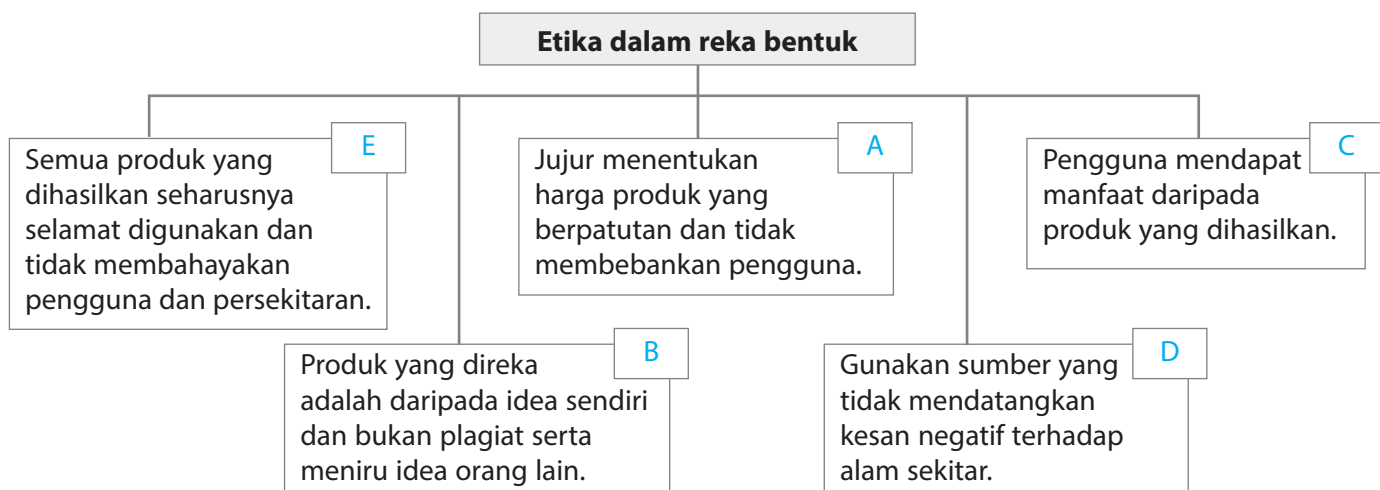 Etika dalam reka bentuk
E
Semua produk yang
dihasilkan seharusnya
selamat digunakan dan
tidak membahayakan
pengguna dan persekitaran.
A
Jujur menentukan
harga produk yang
berpatutan dan tidak
membebankan pengguna.
C
Pengguna mendapat
manfaat daripada
produk yang dihasilkan.
B
Produk yang direka
adalah daripada idea sendiri
dan bukan plagiat serta
meniru idea orang lain.
D
Gunakan sumber yang
tidak mendatangkan
kesan negatif terhadap
alam sekitar.